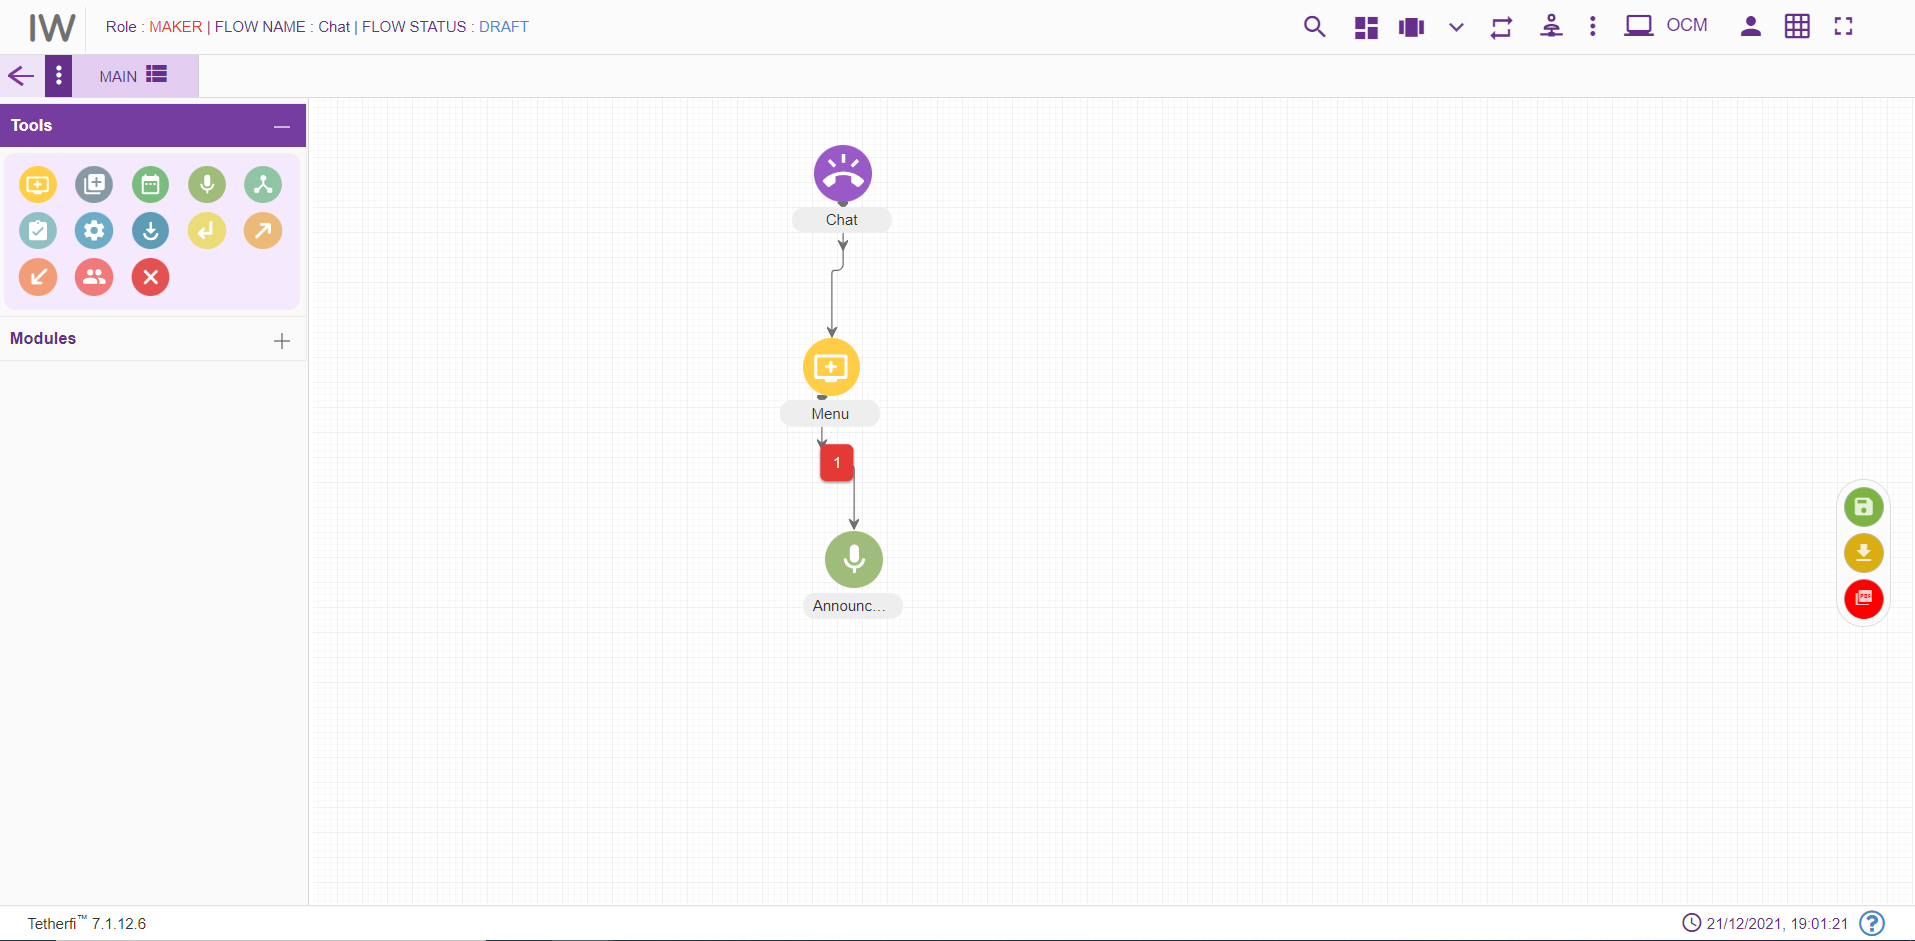 IW
Role : MAKER | FLOW NAME : Chat | FLOW STATUS : DRAFT
OCM
MAIN
Tools
Modules
Chat
Menu
1
Announc...
PDF
Tetherfi™ 7.1.12.6
21/12/2021, 19:01:21
?